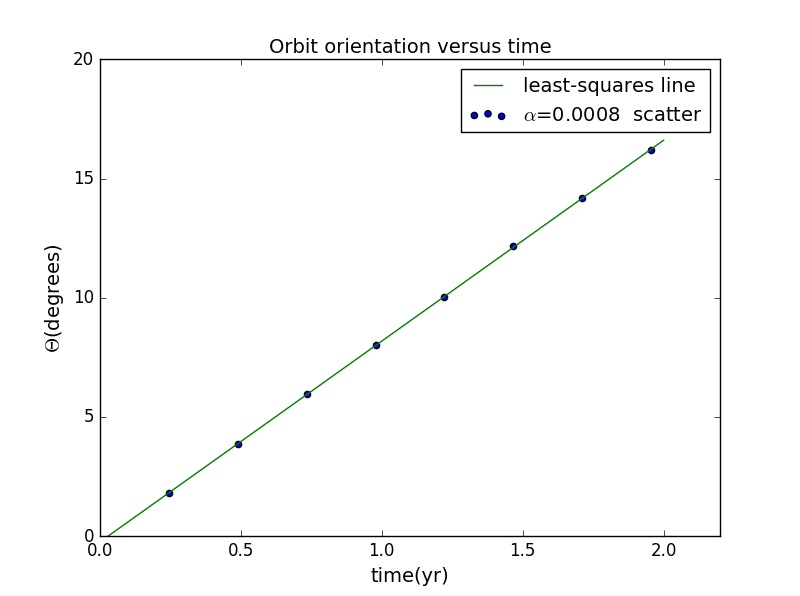 Orbit orientation versus time
least-squares line
α=0.0008 scatter
20
15
10
5
0
Θ(degrees)
0.0 0.5 1.0 1.5 2.0
time(yr)